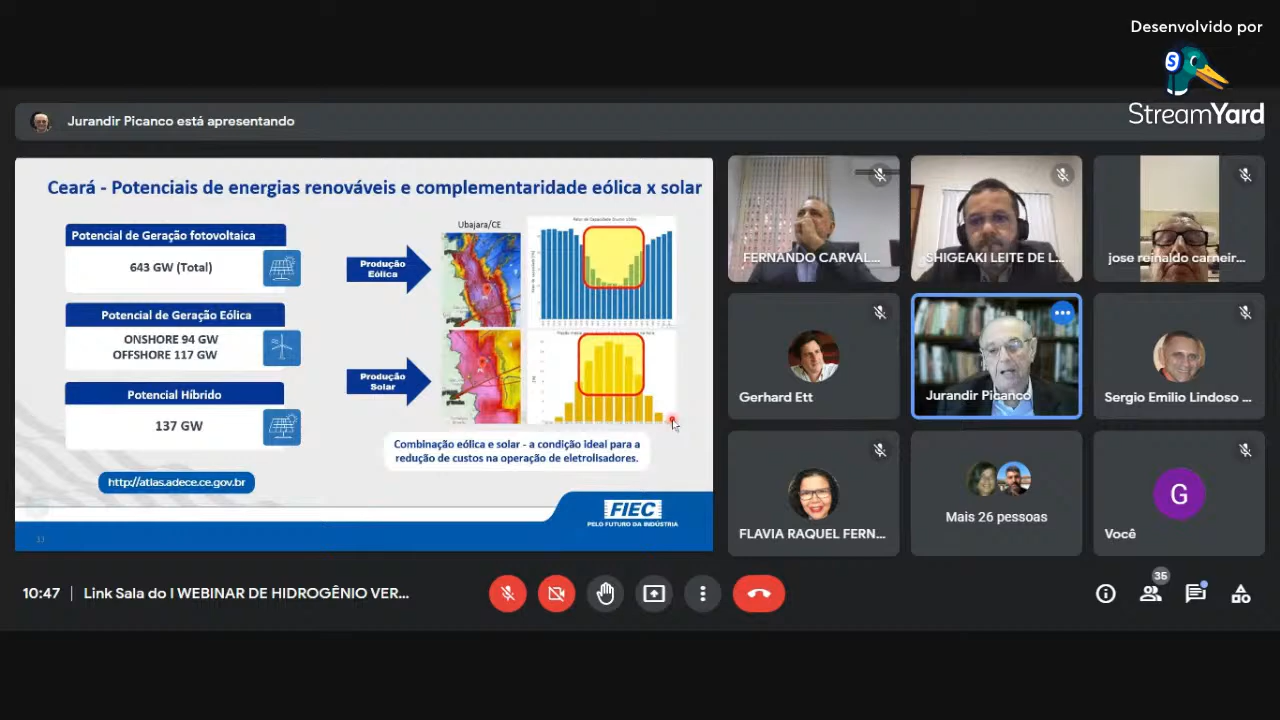 Desenvolvido por
StreamYard
Jurandir Picanco está apresentando
Ceará - Potenciais de energias renováveis e complementaridade eólica x solar
Potencial de Geração fotovoltaica
643 GW (Total)
Potencial de Geração Eólica
ONSHORE 94 GW
OFFSHORE 117 GW
Potencial Híbrido
137 GW
http://atlas.adece.ce.gov.br
Produção
Eólica
Produção
Solar
Ubajara/CE
Combinação eólica e solar - a condição ideal para a
redução de custos na operação de eletrolisadores.
FIEC
PELO FUTURO DA INDÚSTRIA
FERNANDO CARVAL...
SHIGEAKI LEITE DE L...
jose reinaldo carneir...
Gerhard Ett
Jurandir Picanco
Sergio Emilio Lindoso ...
FLAVIA RAQUEL FERN...
Mais 26 pessoas
G
Você
10:47 | Link Sala do I WEBINAR DE HIDROGÊNIO VER...
35